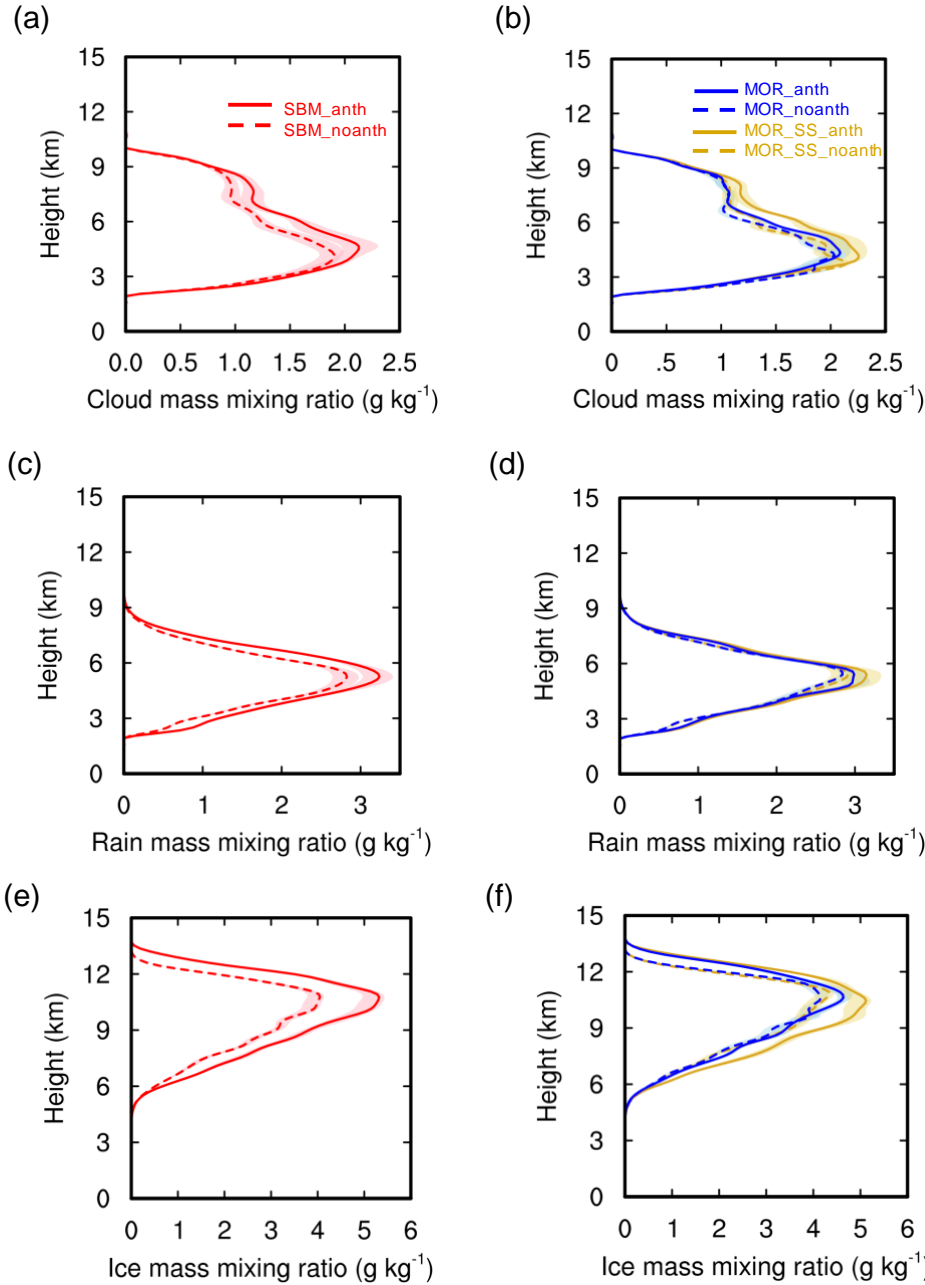 (a)
15
12
9
6
3
0
Height (km)
SBM_anth
SBM_noanth
0.0 0.5 1.0 1.5 2.0 2.5
Cloud mass mixing ratio (g kg⁻¹)
(b)
15
12
9
6
3
0
Height (km)
MOR_anth
MOR_noanth
MOR_SS_anth
MOR_SS_noanth
0 0.5 1 1.5 2 2.5
Cloud mass mixing ratio (g kg⁻¹)
(c)
15
12
9
6
3
0
Height (km)
0 1 2 3
Rain mass mixing ratio (g kg⁻¹)
(d)
15
12
9
6
3
0
Height (km)
0 1 2 3
Rain mass mixing ratio (g kg⁻¹)
(e)
15
12
9
6
3
0
Height (km)
0 1 2 3 4 5 6
Ice mass mixing ratio (g kg⁻¹)
(f)
15
12
9
6
3
0
Height (km)
0 1 2 3 4 5 6
Ice mass mixing ratio (g kg⁻¹)